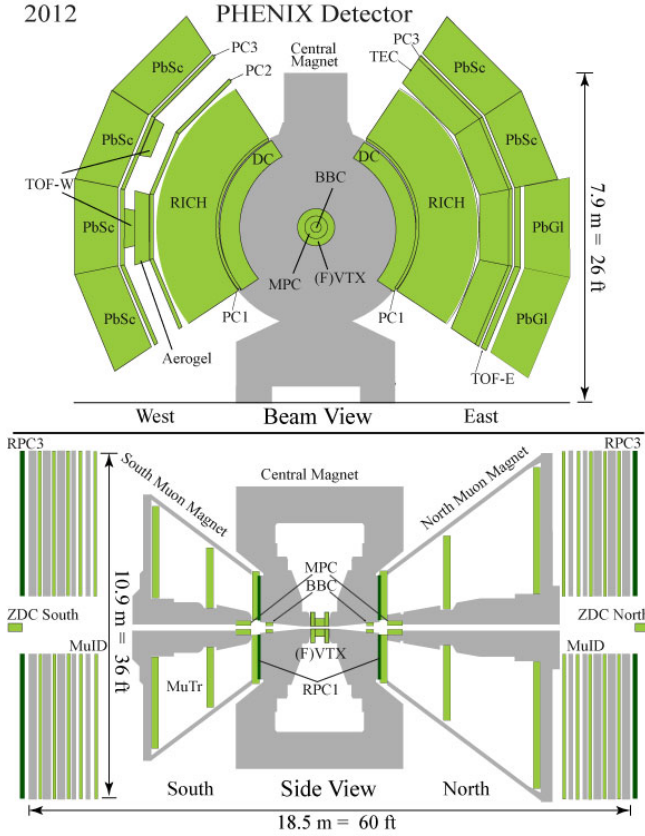 2012 PHENIX Detector
Central
Magnet
PC3
PC2
PC3
TEC
PbSc
PbSc
PbSc
PbSc
DC
DC
BBC
TOF-W
RICH
RICH
PbSc
PbGl
MPC
(F)VTX
PbSc
PC1
PC1
PbGl
Aerogel
TOF-E
7.9 m = 26 ft
West
Beam View
East
RPC3
RPC3
South Muon Magnet
Central Magnet
North Muon Magnet
MPC
BBC
10.9 m = 36 ft
ZDC South
ZDC North
MuID
MuID
(F)VTX
MuTr
RPC1
South
Side View
North
18.5 m = 60 ft